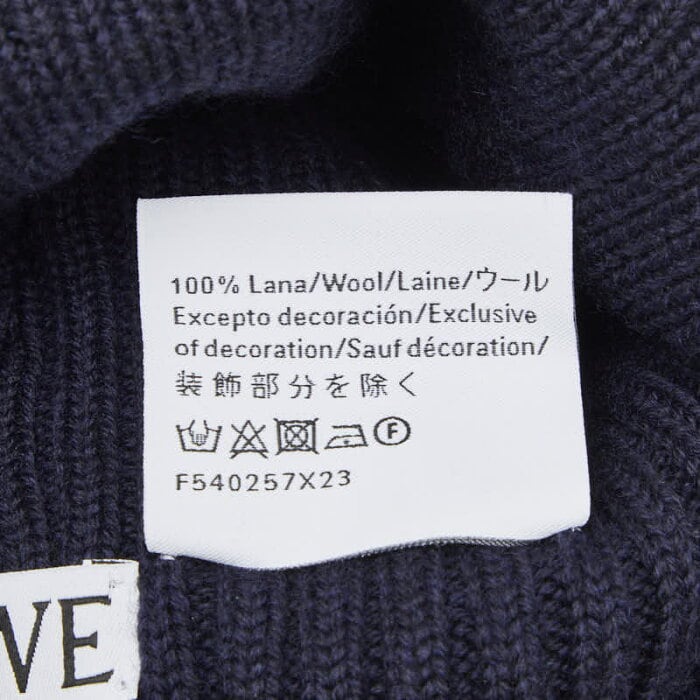 100% Lana/Wool/Laine/ウール
Excepto decoración/Exclusive
of decoration/Sauf décoration/
装飾部分を除く
F
F540257X23
VE